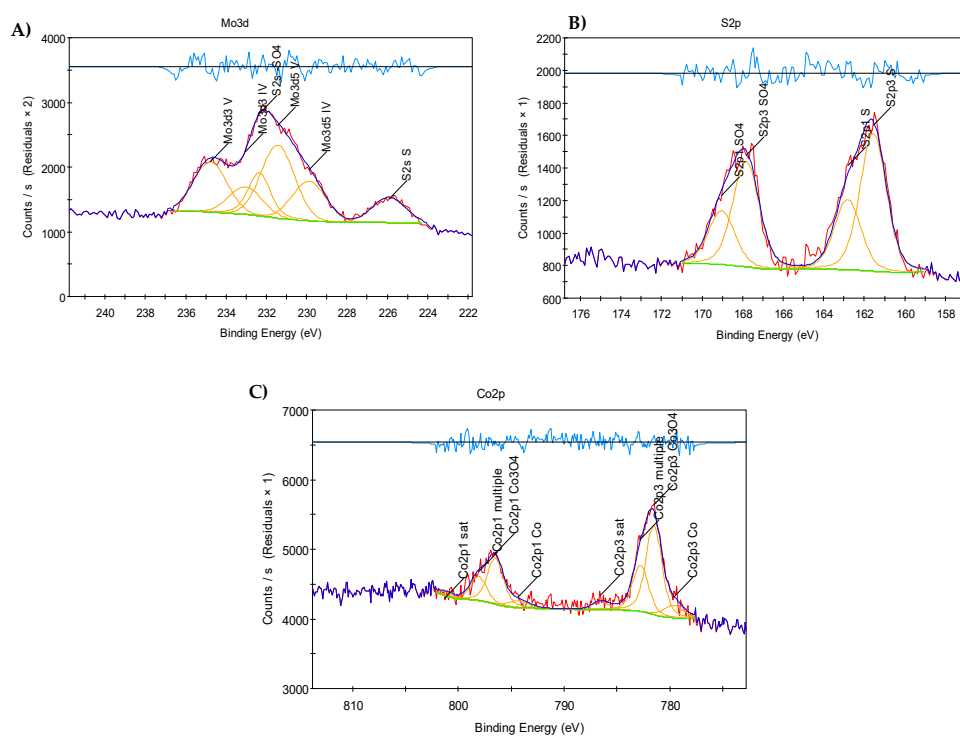 A)
Mo3d
Counts / s (Residuals × 2)
4000
3000
2000
1000
0
Mo3d3 V
Mo3d3 IV
S2s SO4
Mo3d5 V
Mo3d5 IV
S2s S
240 238 236 234 232 230 228 226 224 222
Binding Energy (eV)
B)
S2p
Counts / s (Residuals × 1)
2200
2000
1800
1600
1400
1200
1000
800
600
S2p1 SO4
S2p3 SO4
S2p1 S
S2p3 S
176 174 172 170 168 166 164 162 160 158
Binding Energy (eV)
C)
Co2p
Counts / s (Residuals × 1)
7000
6000
5000
4000
3000
Co2p1 sat
Co2p1 multiple
Co2p1 Co3O4
Co2p1 Co
Co2p3 sat
Co2p3 multiple
Co2p3 Co3O4
Co2p3 Co
810 800 790 780
Binding Energy (eV)